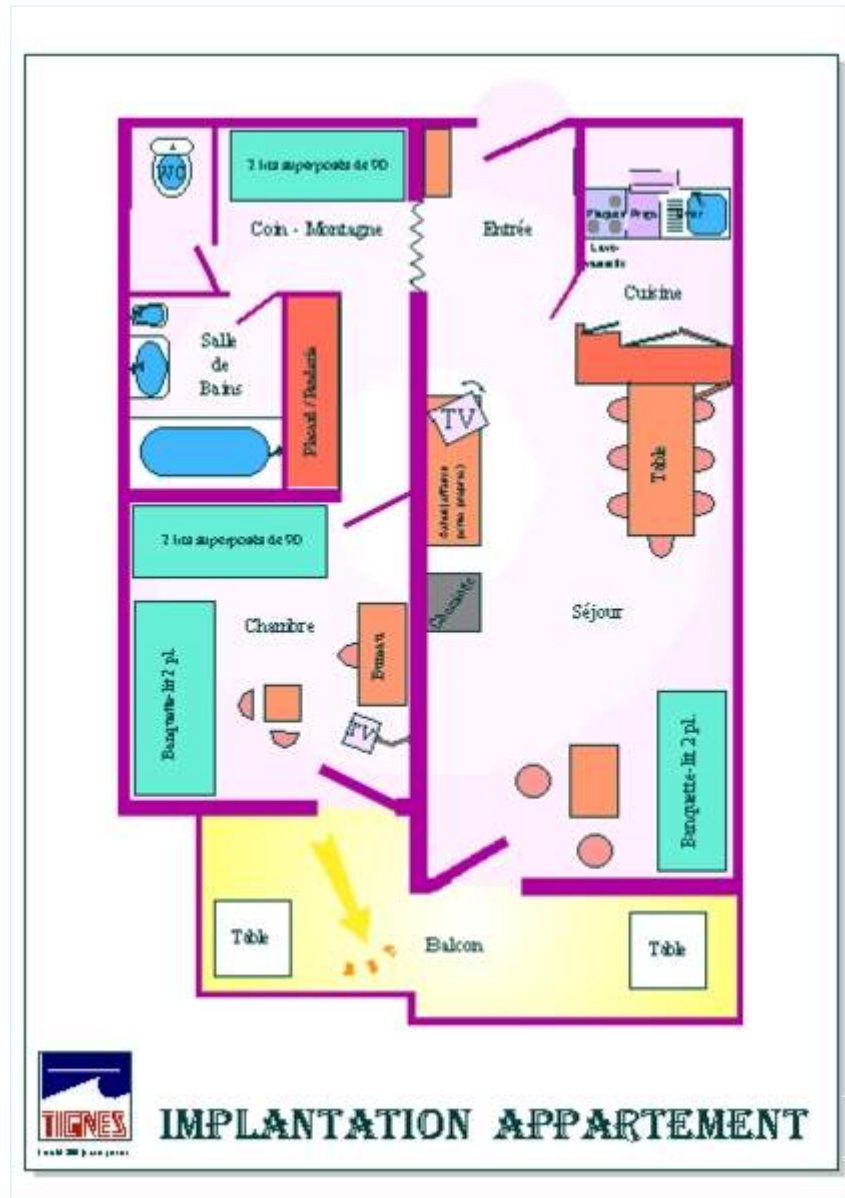 WC
2 lits superposés de 90
Coin - Montagne
Entrée
Plaques
Frigo
Evier
Lave-
vaisselle
Cuisine
Salle
de
Bains
Placard / Penderie
TV
Table
2 lits superposés de 90
Cheminée
Séjour
Chambre
Bureau
Banquette-lit 2 pl.
TV
Banquette-lit 2 pl.
Table
Balcon
Table
TIGNES
IMPLANTATION APPARTEMENT